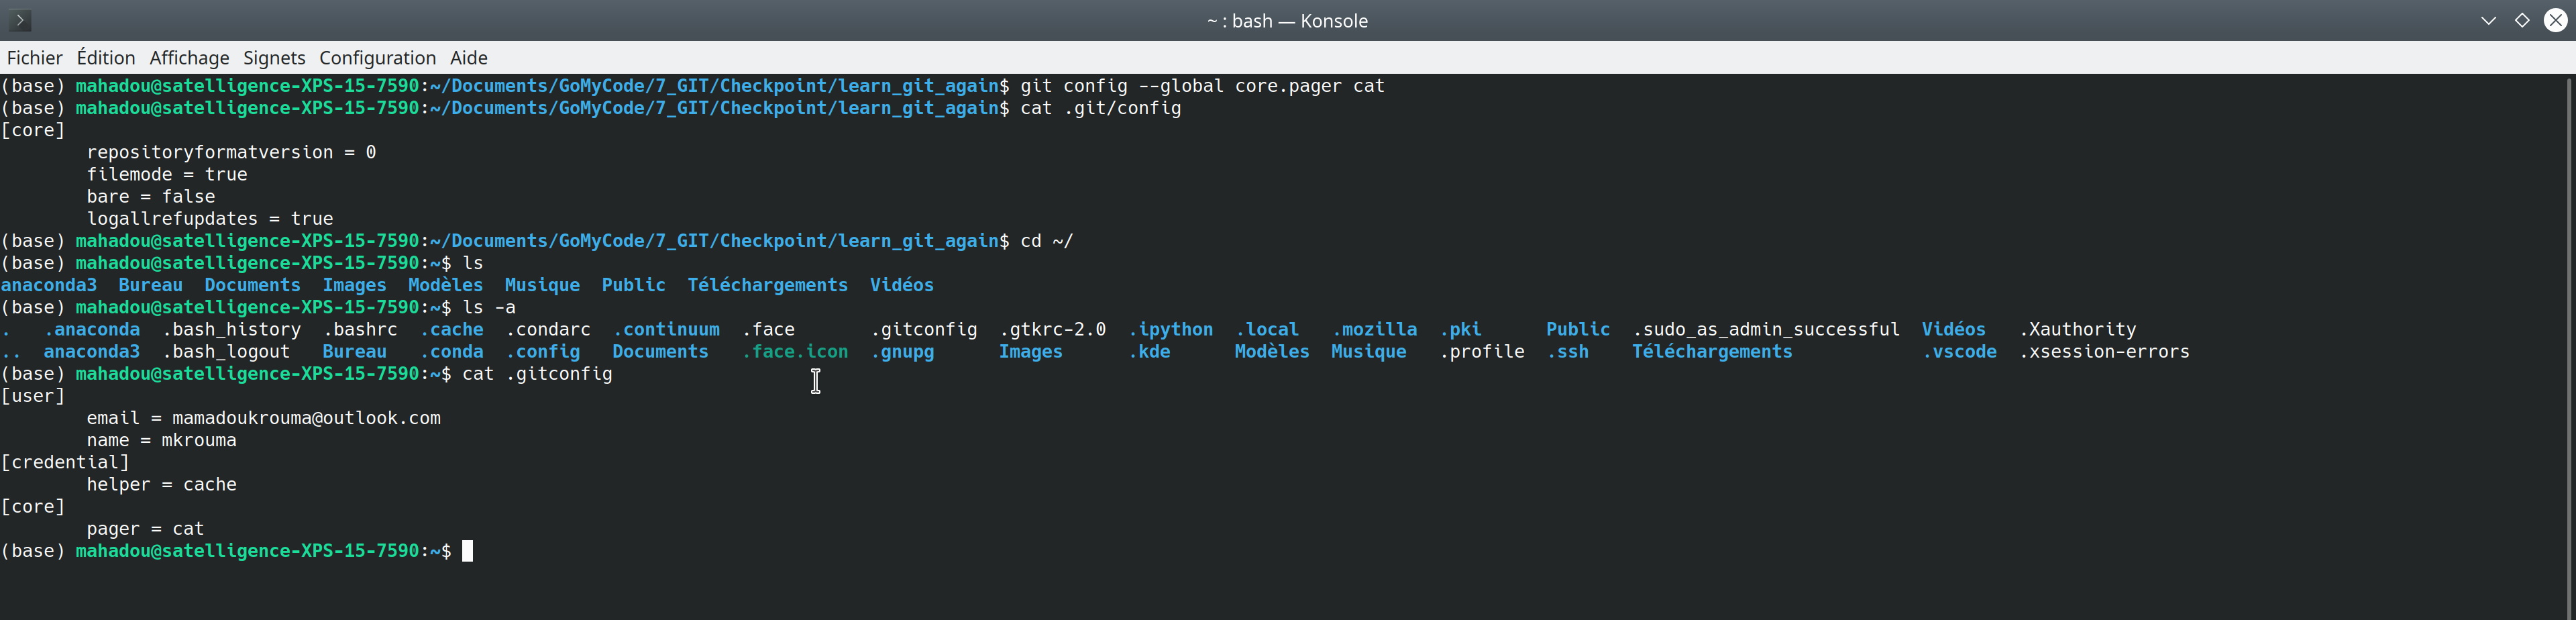 ~ : bash — Konsole
Fichier Édition Affichage Signets Configuration Aide
(base) mahadou@satelligence-XPS-15-7590:~/Documents/GoMyCode/7_GIT/Checkpoint/learn_git_again$ git config --global core.pager cat
(base) mahadou@satelligence-XPS-15-7590:~/Documents/GoMyCode/7_GIT/Checkpoint/learn_git_again$ cat .git/config
[core]
        repositoryformatversion = 0
        filemode = true
        bare = false
        logallrefupdates = true
(base) mahadou@satelligence-XPS-15-7590:~/Documents/GoMyCode/7_GIT/Checkpoint/learn_git_again$ cd ~/
(base) mahadou@satelligence-XPS-15-7590:~$ ls
anaconda3  Bureau  Documents  Images  Modèles  Musique  Public  Téléchargements  Vidéos
(base) mahadou@satelligence-XPS-15-7590:~$ ls -a
.   .anaconda  .bash_history  .bashrc  .cache  .condarc  .continuum  .face       .gitconfig  .gtkrc-2.0  .ipython  .local   .mozilla  .pki      Public  .sudo_as_admin_successful  Vidéos   .Xauthority
..  anaconda3  .bash_logout   Bureau   .conda  .config   Documents   .face.icon  .gnupg      Images      .kde      Modèles  Musique   .profile  .ssh    Téléchargements            .vscode  .xsession-errors
(base) mahadou@satelligence-XPS-15-7590:~$ cat .gitconfig
[user]
        email = mamadoukrouma@outlook.com
        name = mkrouma
[credential]
        helper = cache
[core]
        pager = cat
(base) mahadou@satelligence-XPS-15-7590:~$